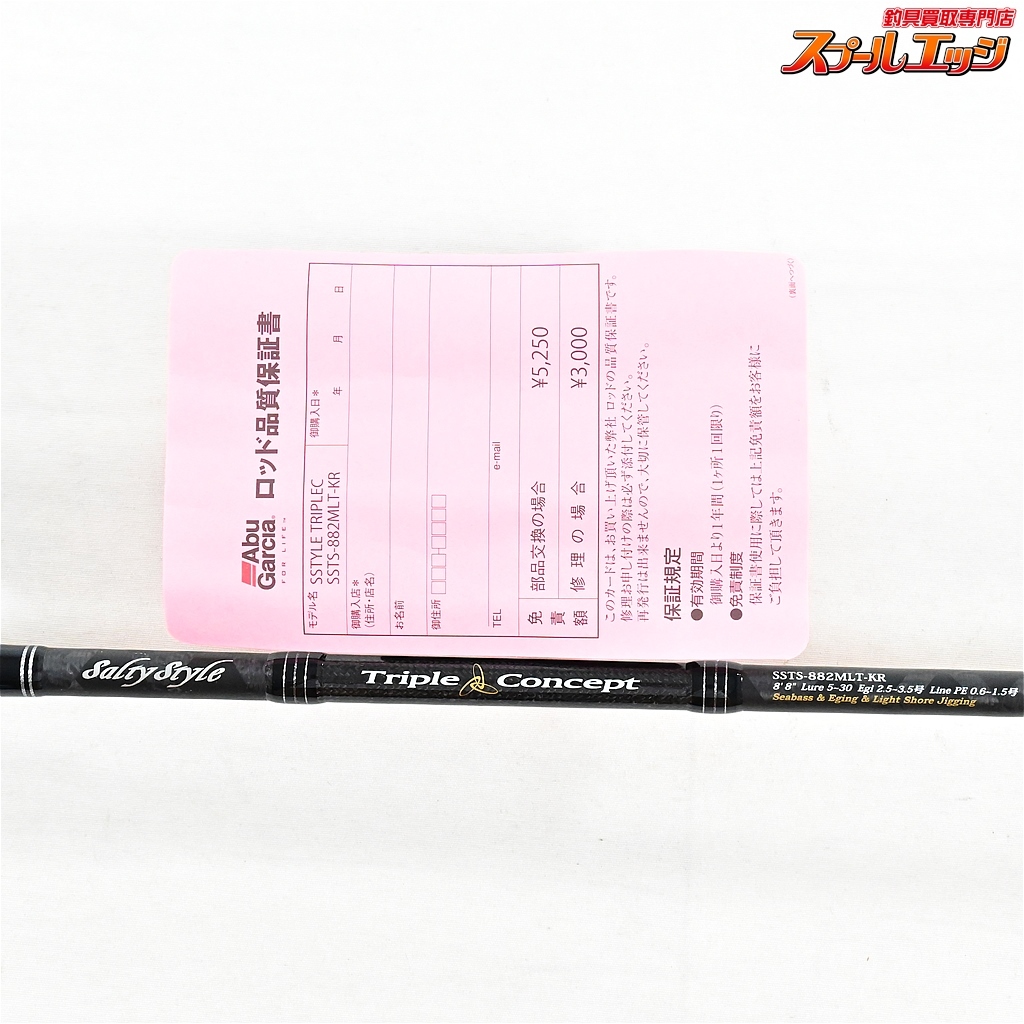 釣具買取専門店
スプールエッジ
Abu
Garcia®
FOR LIFE™
ロッド品質保証書
モデル名 SSTYLE TRIPLEC
SSTS-882MLT-KR
御購入日*
年 月 日
御購入店*
(住所・店名)
お名前
御住所
TEL e-mail
免責額
部品交換の場合 ¥5,250
修理の場合 ¥3,000
このカードは、お買い上げ頂いた弊社 ロッドの品質保証書です。
修理お申し付けの際は必ず添付してください。
再発行は出来ませんので、大切に保管してください。
保証規定
●有効期間
御購入日より1年間(1ヶ所1回限り)
●免責制度
保証書使用に際しては上記免責額をお客様に
ご負担して頂きます。
(裏面へつづく)
SaltyStyle
Triple Concept
SSTS-882MLT-KR
8'8" Lure 5-30 Egi 2.5-3.5号 Line PE 0.6-1.5号
Seabass & Eging & Light Shore Jigging